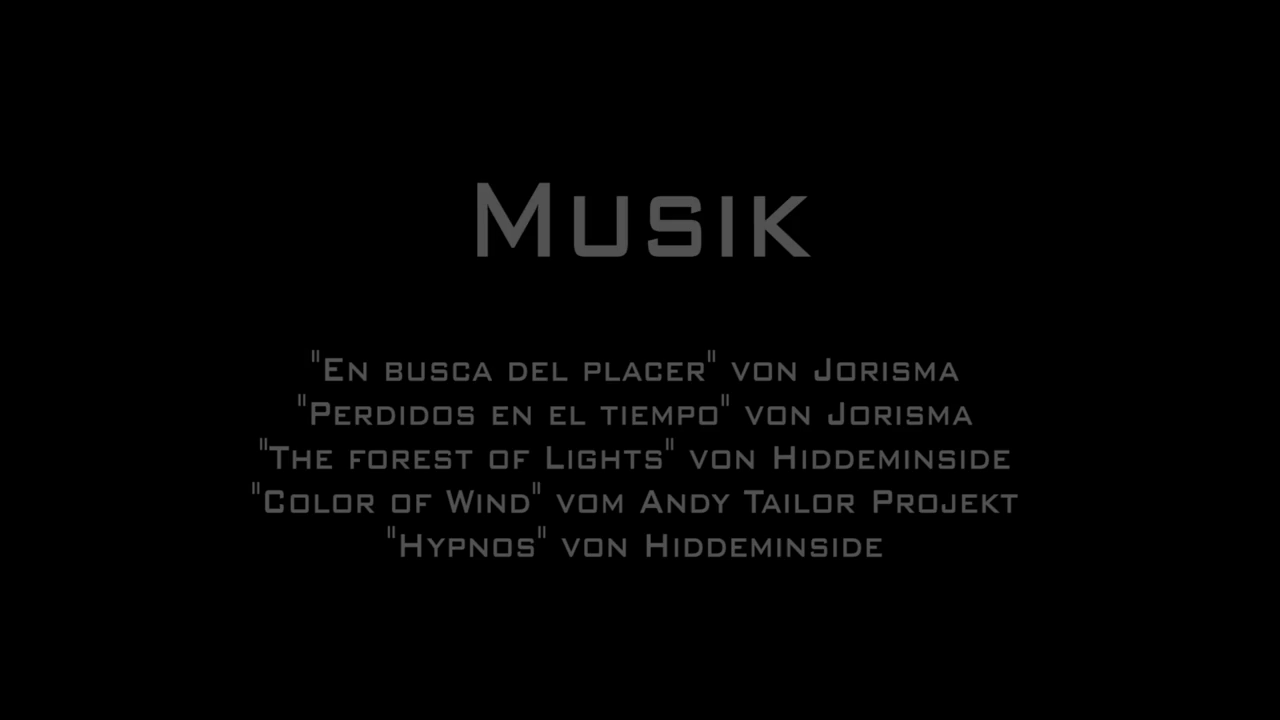 Musik
"En busca del placer" von Jorisma
"Perdidos en el tiempo" von Jorisma
"The forest of Lights" von Hiddeminside
"Color of Wind" vom Andy Tailor Projekt
"Hypnos" von Hiddeminside